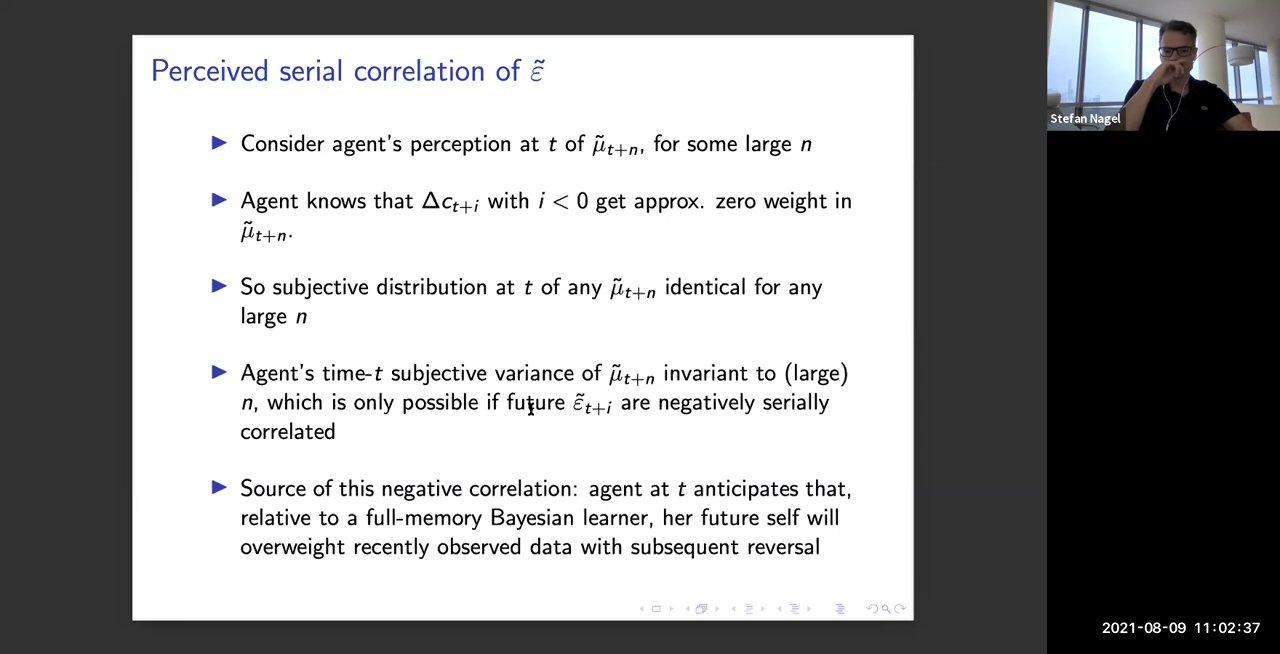 Perceived serial correlation of ε̃
▶ Consider agent's perception at t of μ̃ₜ₊ₙ, for some large n
▶ Agent knows that Δcₜ₊ᵢ with i < 0 get approx. zero weight in
μ̃ₜ₊ₙ.
▶ So subjective distribution at t of any μ̃ₜ₊ₙ identical for any
large n
▶ Agent's time-t subjective variance of μ̃ₜ₊ₙ invariant to (large)
n, which is only possible if future ε̃ₜ₊ᵢ are negatively serially
correlated
▶ Source of this negative correlation: agent at t anticipates that,
relative to a full-memory Bayesian learner, her future self will
overweight recently observed data with subsequent reversal
Stefan Nagel
2021-08-09 11:02:37